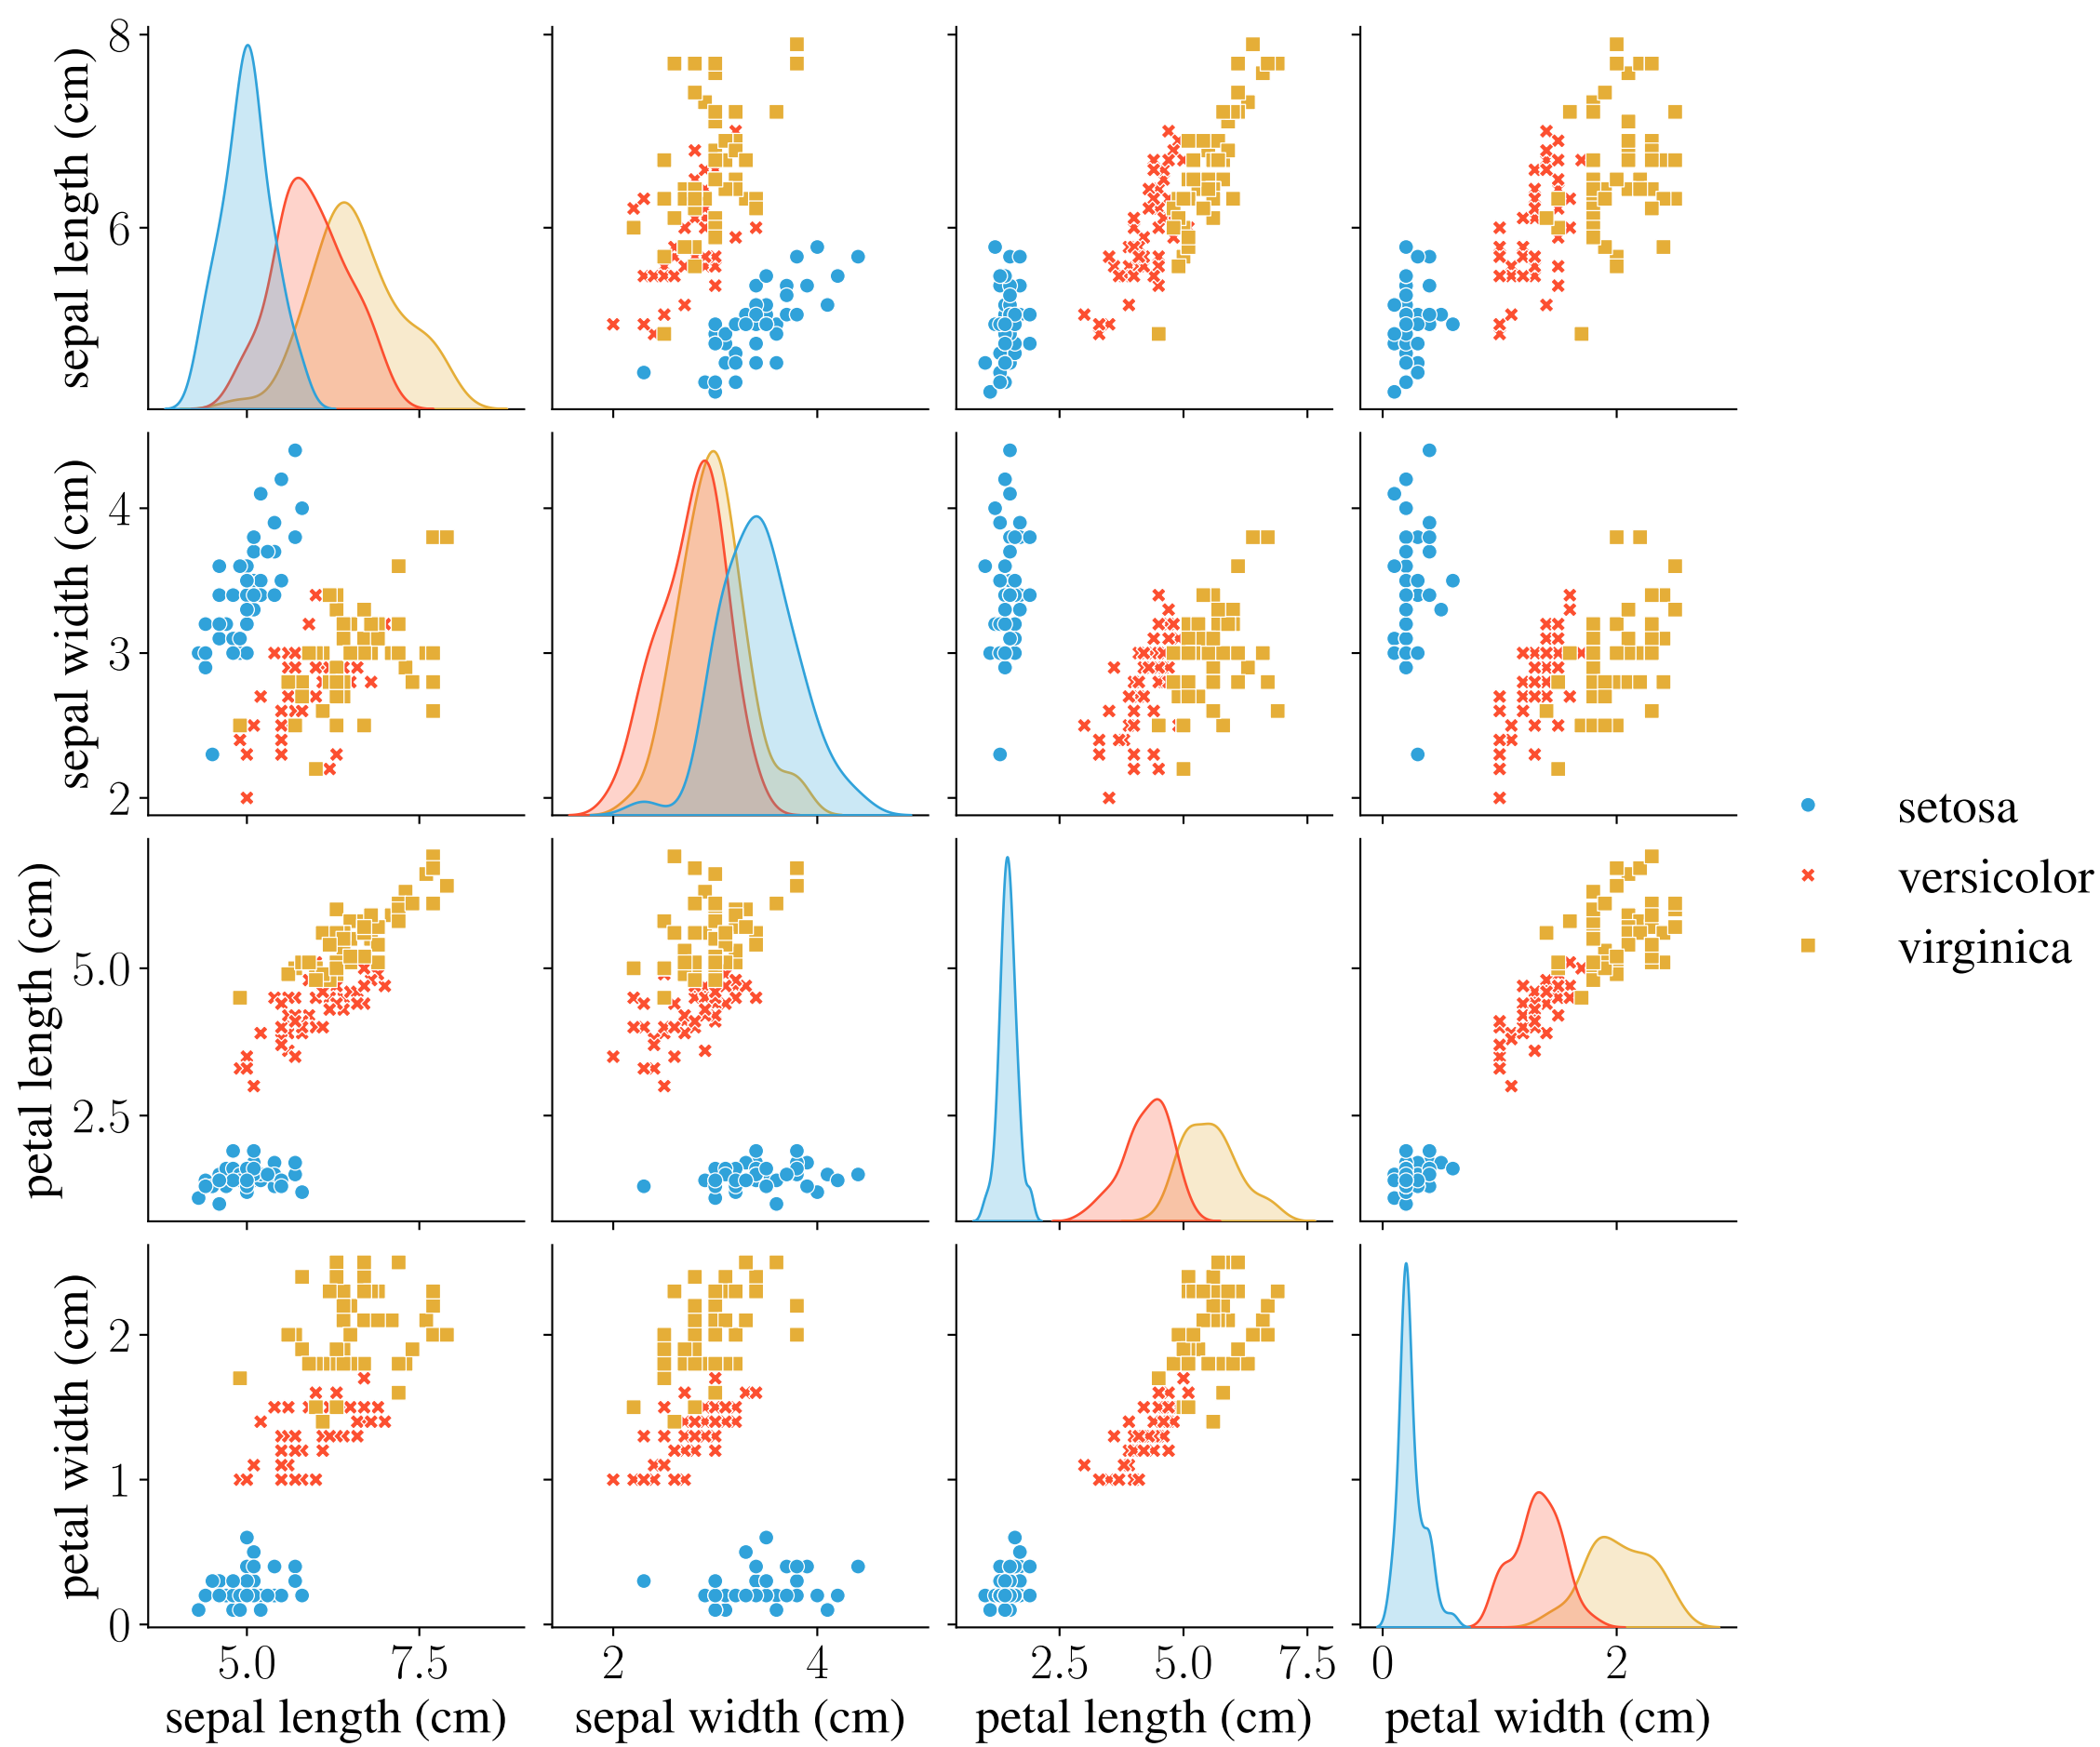 8
6
sepal length (cm)
4
3
2
sepal width (cm)
5.0
2.5
petal length (cm)
2
1
0
petal width (cm)
5.0 7.5
2 4
2.5 5.0 7.5
0 2
sepal length (cm)
sepal width (cm)
petal length (cm)
petal width (cm)
setosa
versicolor
virginica